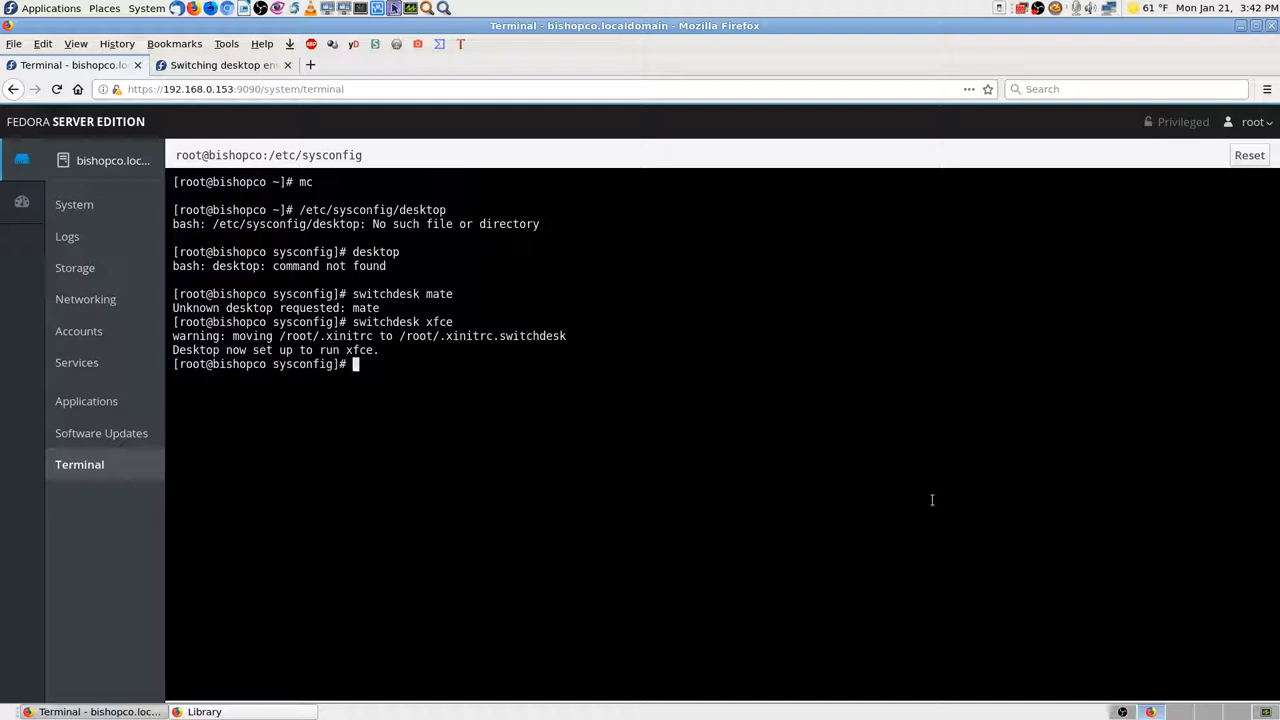 Applications Places System 61 °F Mon Jan 21, 3:42 PM
Terminal - bishopco.localdomain - Mozilla Firefox
File Edit View History Bookmarks Tools Help
Terminal - bishopco.lo
Switching desktop en
https://192.168.0.153:9090/system/terminal
Search
FEDORA SERVER EDITION
Privileged
root
bishopco.loc...
root@bishopco:/etc/sysconfig
Reset
System
Logs
Storage
Networking
Accounts
Services
Applications
Software Updates
Terminal
[root@bishopco ~]# mc
[root@bishopco ~]# /etc/sysconfig/desktop
bash: /etc/sysconfig/desktop: No such file or directory
[root@bishopco sysconfig]# desktop
bash: desktop: command not found
[root@bishopco sysconfig]# switchdesk mate
Unknown desktop requested: mate
[root@bishopco sysconfig]# switchdesk xfce
warning: moving /root/.xinitrc to /root/.xinitrc.switchdesk
Desktop now set up to run xfce.
[root@bishopco sysconfig]#
Terminal - bishopco.loc...
Library